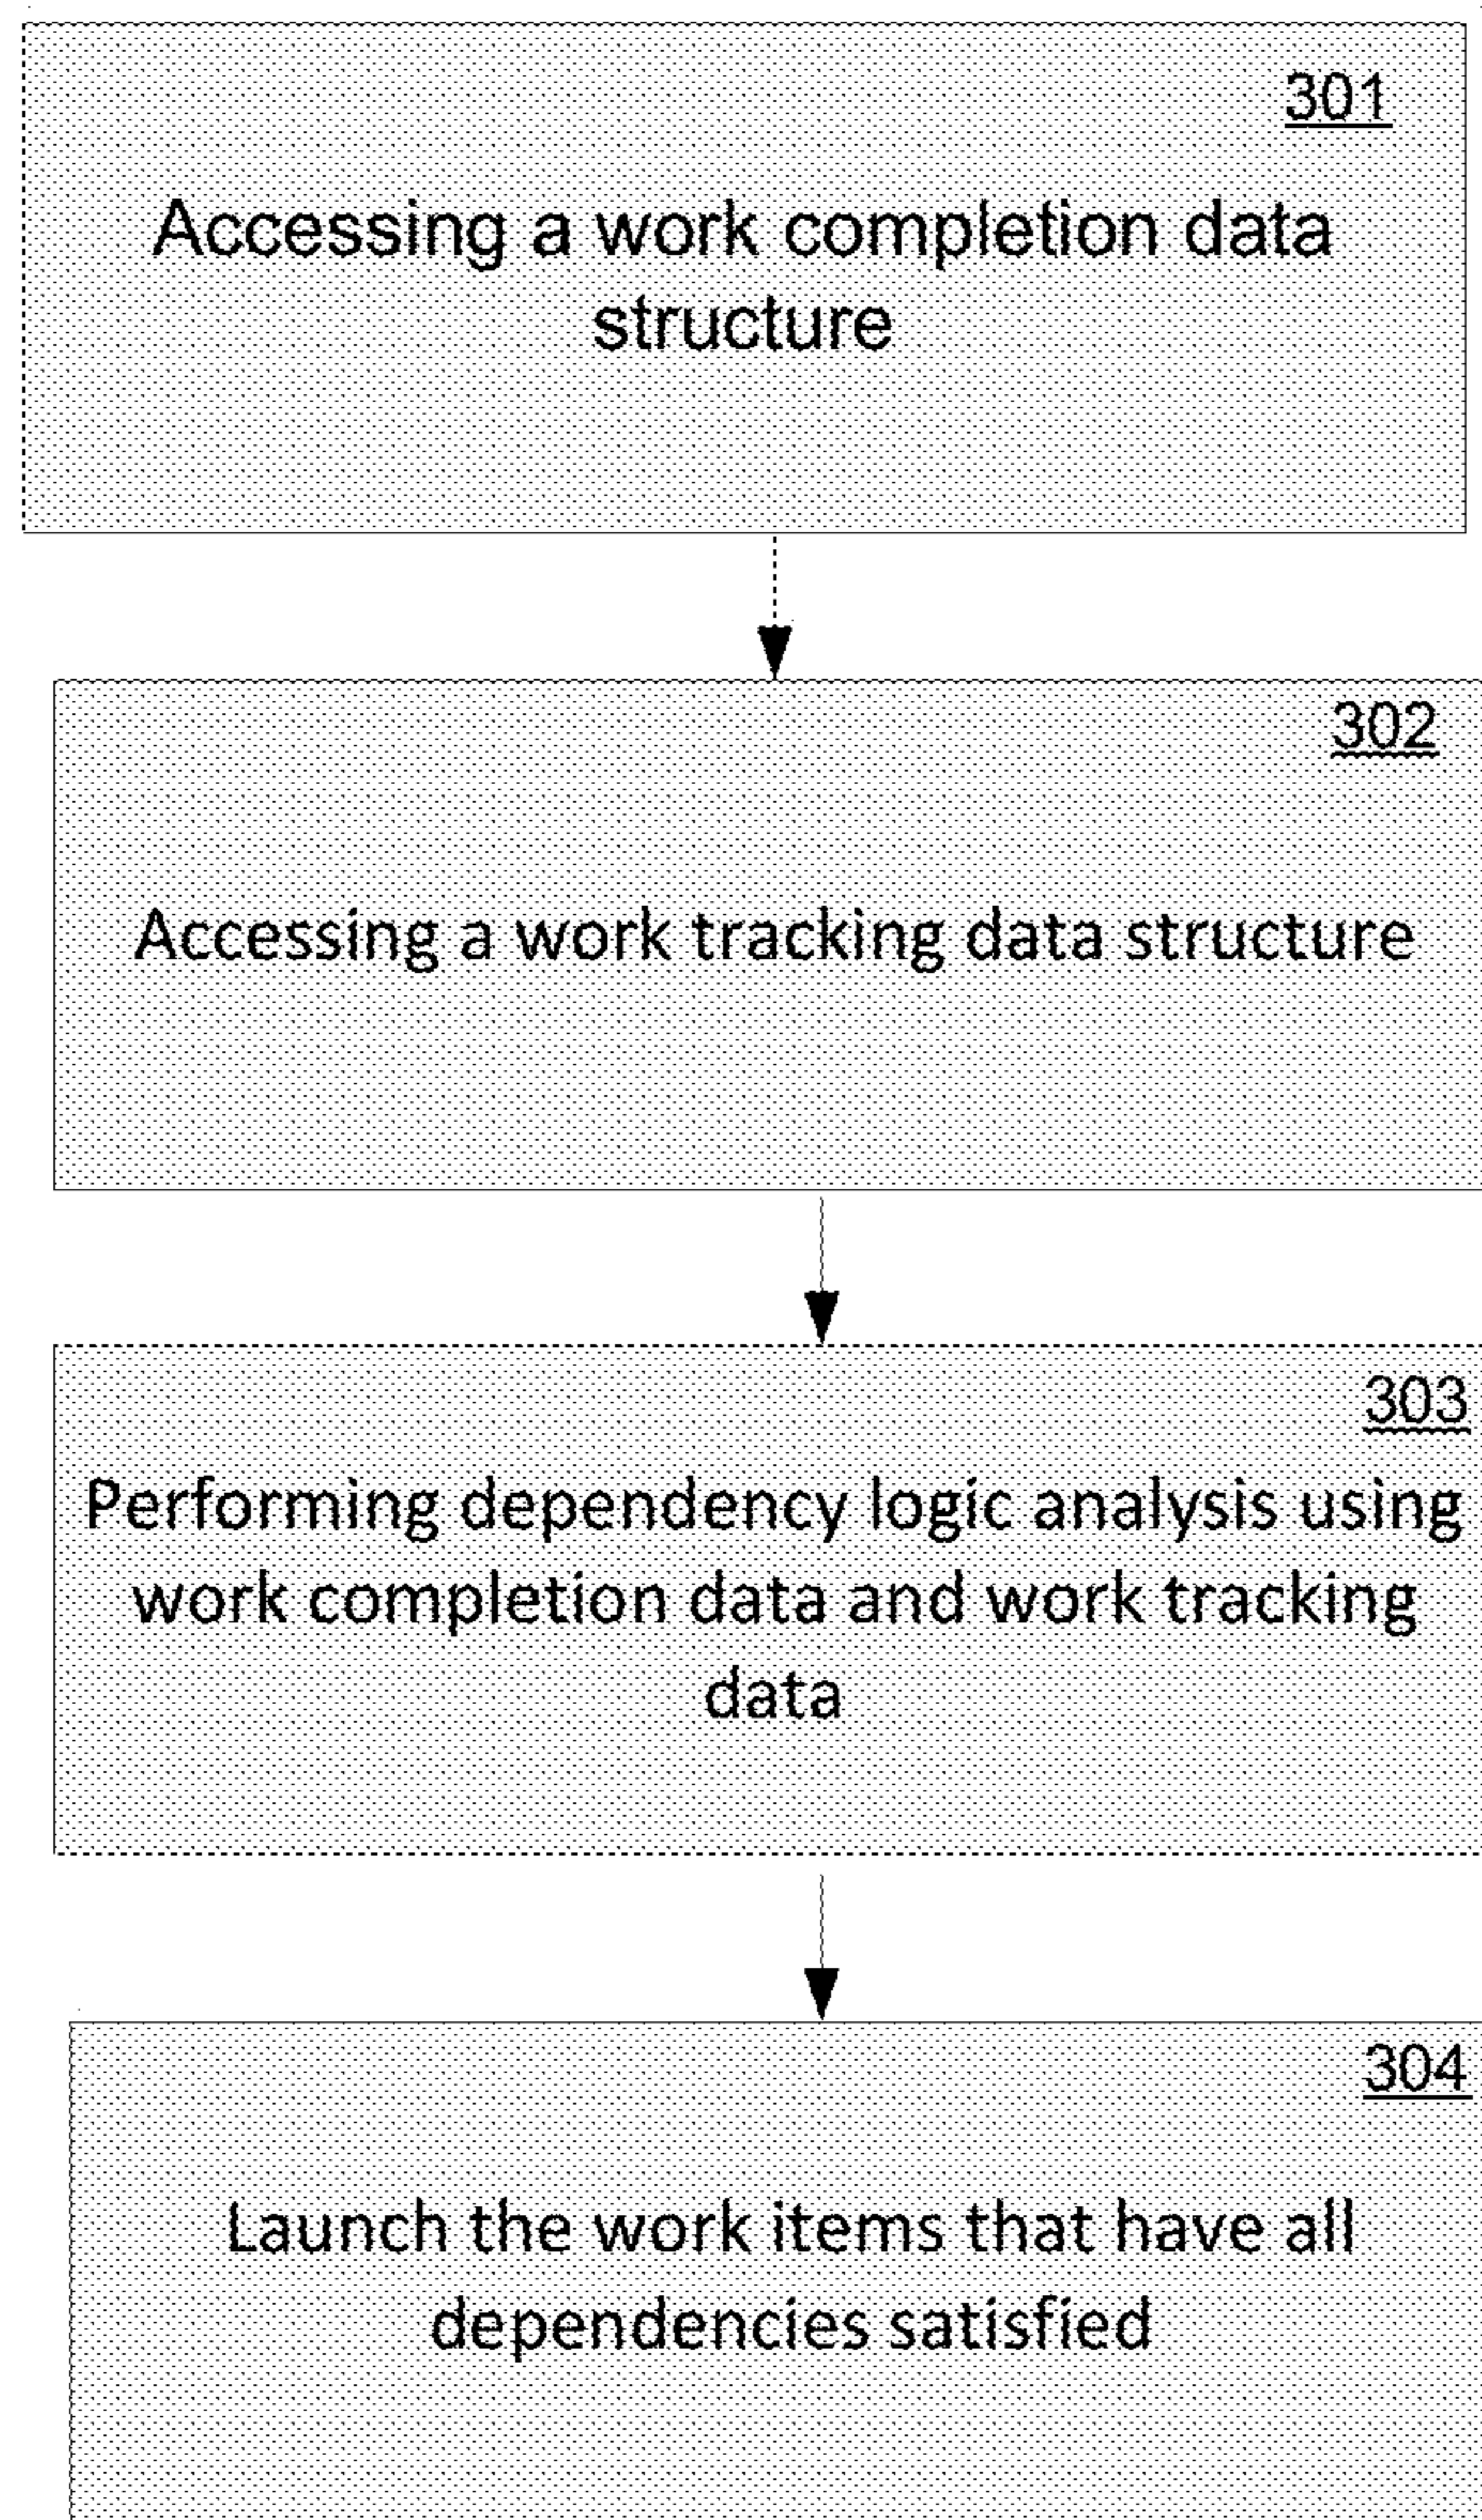 301
Accessing a work completion data
structure
302
Accessing a work tracking data structure
303
Performing dependency logic analysis using
work completion data and work tracking
data
304
Launch the work items that have all
dependencies satisfied